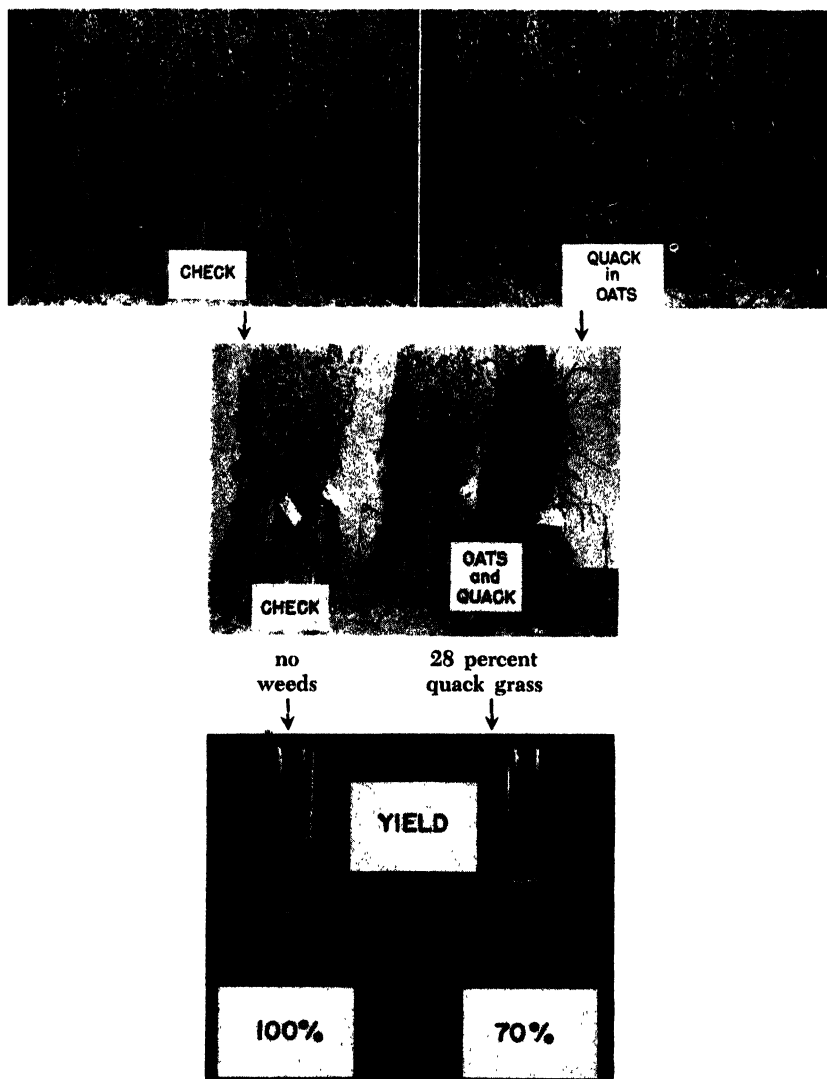 CHECK
QUACK
in
OATS
CHECK
OATS
and
QUACK
no
weeds
28 percent
quack grass
YIELD
100%
70%